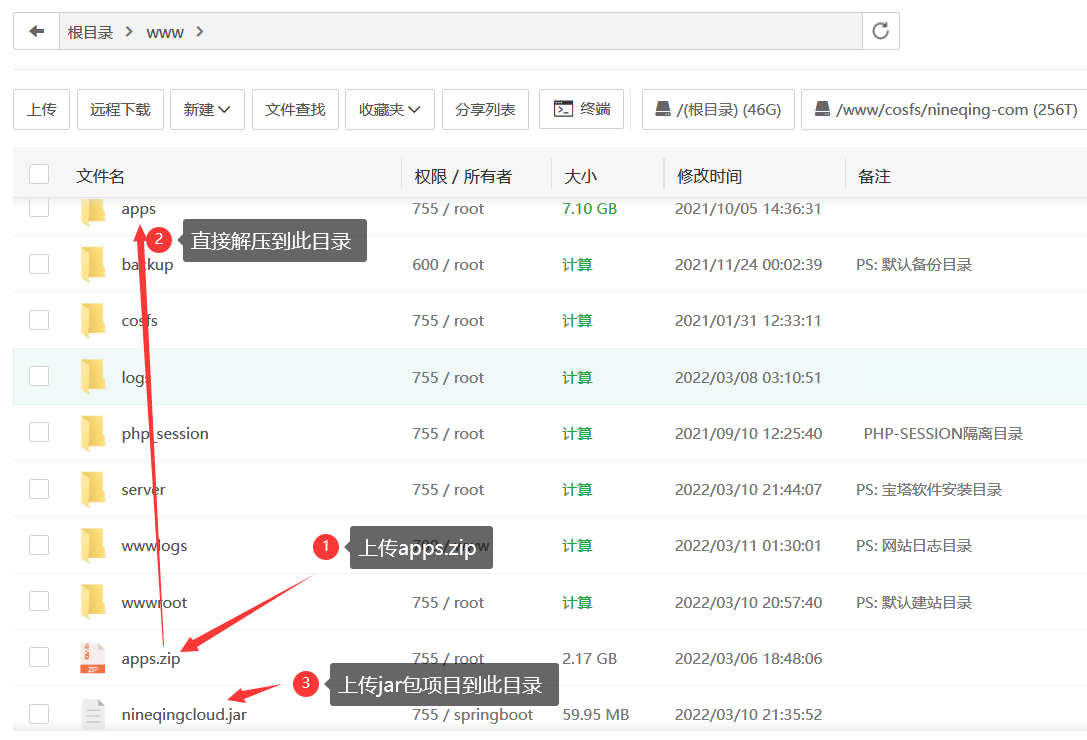 根目录 www
上传 远程下载 新建 文件查找 收藏夹 分享列表 终端 /(根目录) (46G) /www/cosfs/nineqing-com (256T)
文件名 权限 / 所有者 大小 修改时间 备注
apps 755 / root 7.10 GB 2021/10/05 14:36:31
2 直接解压到此目录
backup 600 / root 计算 2021/11/24 00:02:39 PS: 默认备份目录
cosfs 755 / root 计算 2021/01/31 12:33:11
logs 755 / root 计算 2022/03/08 03:10:51
php_session 755 / root 计算 2021/09/10 12:25:40 PHP-SESSION隔离目录
server 755 / root 计算 2022/03/10 21:44:07 PS: 宝塔软件安装目录
1 上传apps.zip
wwwlogs 计算 2022/03/11 01:30:01 PS: 网站日志目录
wwwroot 755 / root 计算 2022/03/10 20:57:40 PS: 默认建站目录
ZIP apps.zip 755 / root 2.17 GB 2022/03/06 18:48:06
3 上传jar包项目到此目录
nineqingcloud.jar 755 / springboot 59.95 MB 2022/03/10 21:35:52